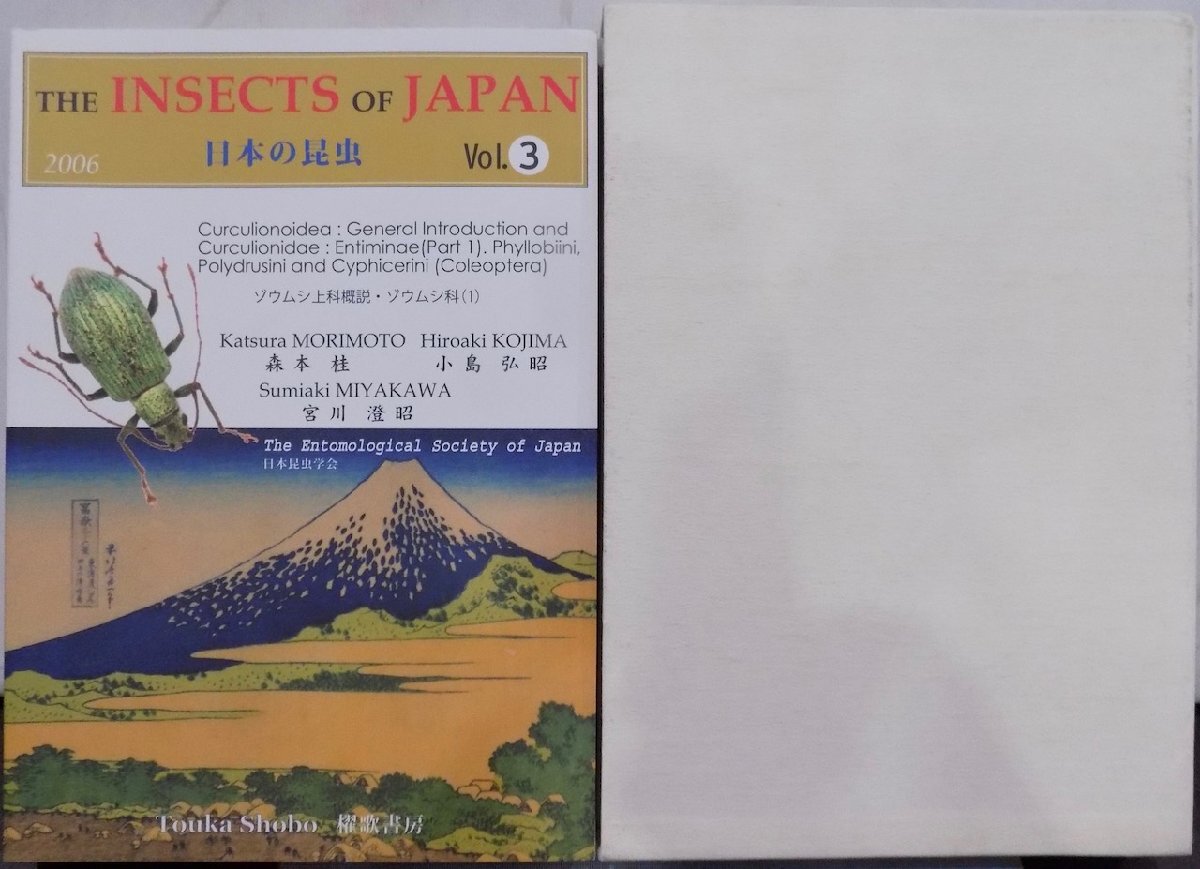 THE INSECTS OF JAPAN
2006 日本の昆虫 Vol. 3
Curculionoidea : General Introduction and
Curculionidae : Entiminae(Part 1). Phyllobiini,
Polydrusini and Cyphicerini (Coleoptera)
ゾウムシ上科概説・ゾウムシ科(1)
Katsura MORIMOTO Hiroaki KOJIMA
森本 桂 小島 弘昭
Sumiaki MIYAKAWA
宮川 澄昭
The Entomological Society of Japan
日本昆虫学会
Touka Shobo 櫂歌書房